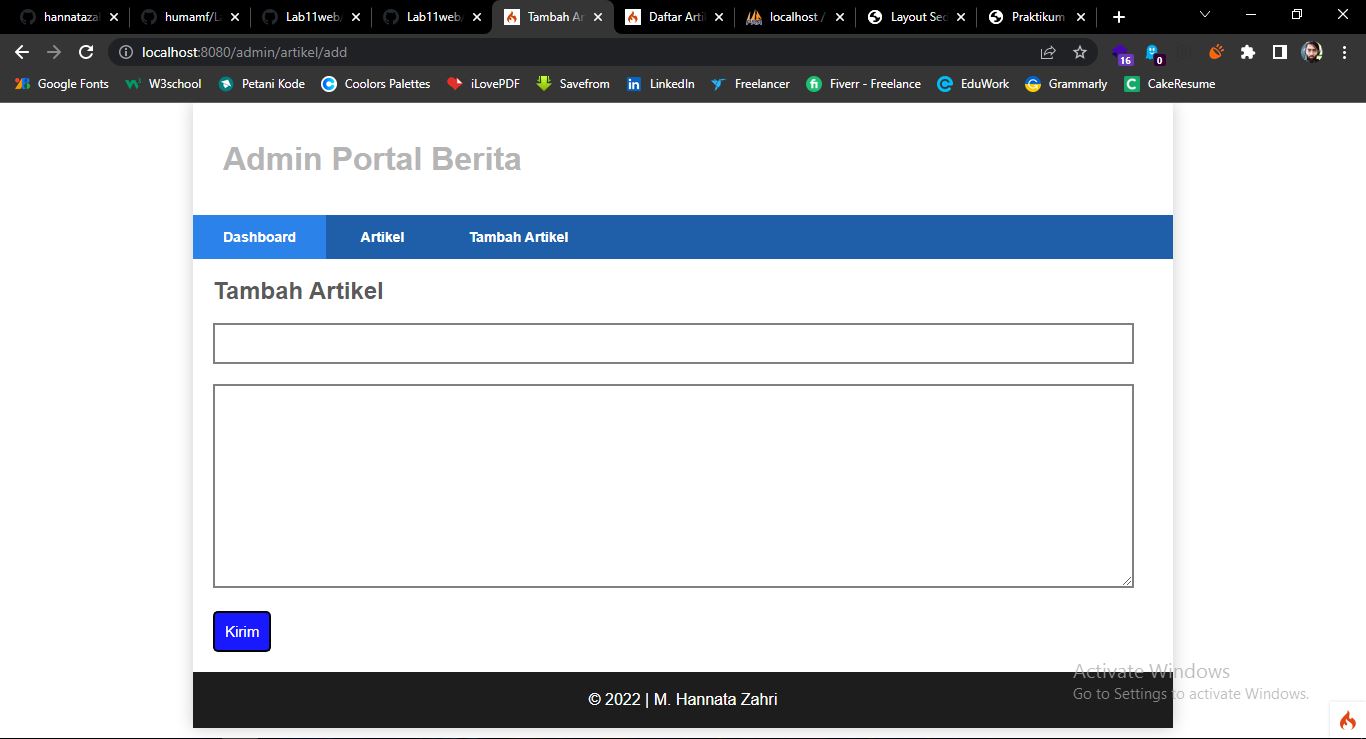 hannataza
humamf/L
Lab11web
Lab11web
Tambah Ar
Daftar Arti
localhost /
Layout Sed
Praktikum
localhost:8080/admin/artikel/add
16
0
Google Fonts
W3school
Petani Kode
Coolors Palettes
iLovePDF
Savefrom
LinkedIn
Freelancer
Fiverr - Freelance
EduWork
Grammarly
CakeResume
Admin Portal Berita
Dashboard
Artikel
Tambah Artikel
Tambah Artikel
Kirim
Activate Windows
Go to Settings to activate Windows.
© 2022 | M. Hannata Zahri